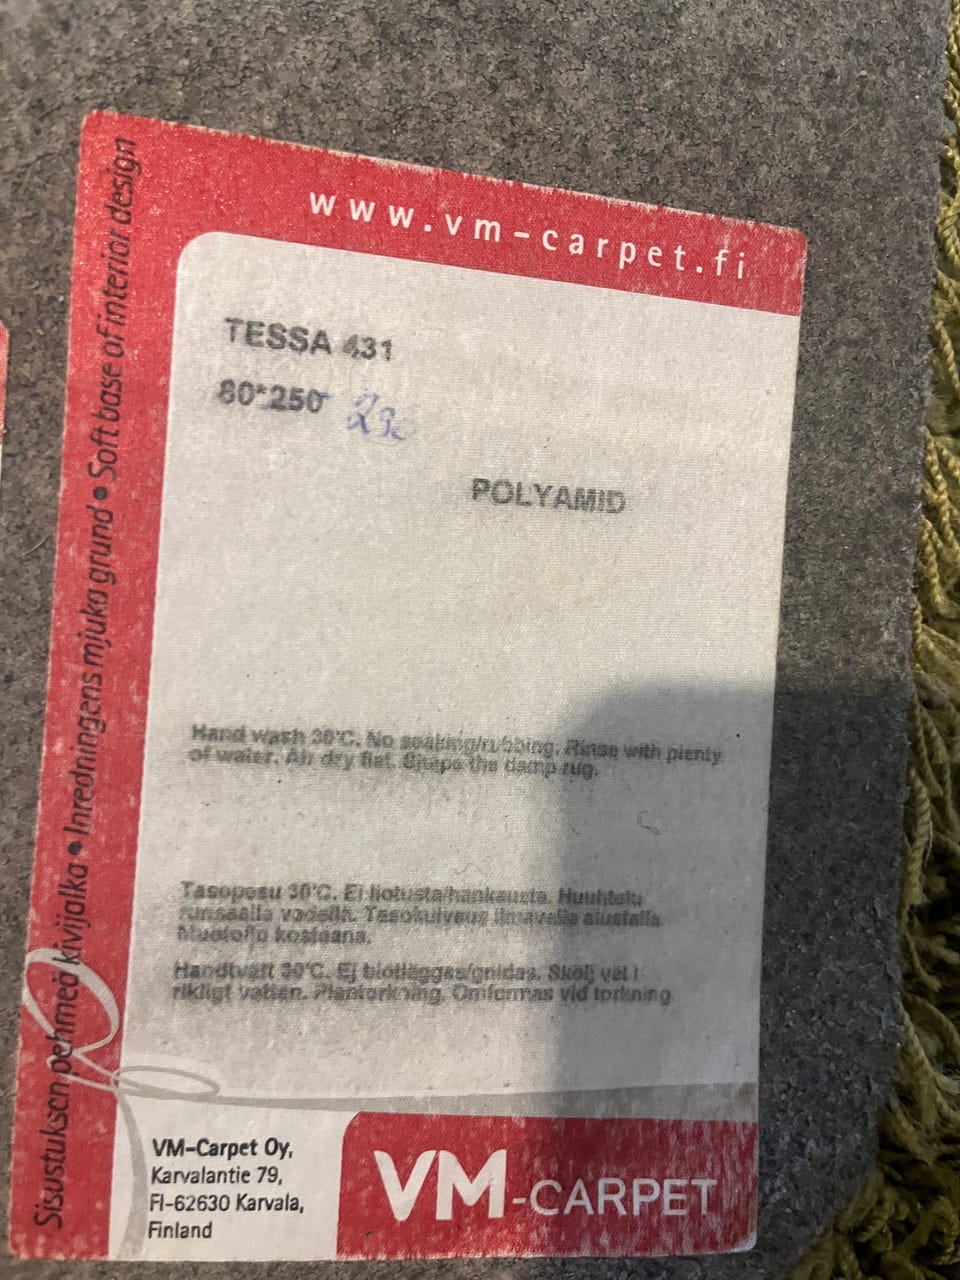 www.vm-carpet.fi
Sisustuksen pehmeä kivijalka • Inredningens mjuka grund • Soft base of interior design
TESSA 431
80*250
POLYAMID
Hand wash 30°C. No soaking/rubbing. Rinse with plenty
of water. Air dry flat. Shape the damp rug.
Tasopesu 30°C. Ei liotusta/hankausta. Huuhtelu
runsaalla vedellä. Tasokuivaus ilmavalla alustalla.
Muotoilu kosteana.
Handtvätt 30°C. Ej blötläggas/gnidas. Skölj väl i
rikligt vatten. Plantorkning. Omformas vid torkning
VM-Carpet Oy,
Karvalantie 79,
FI-62630 Karvala,
Finland
VM-CARPET